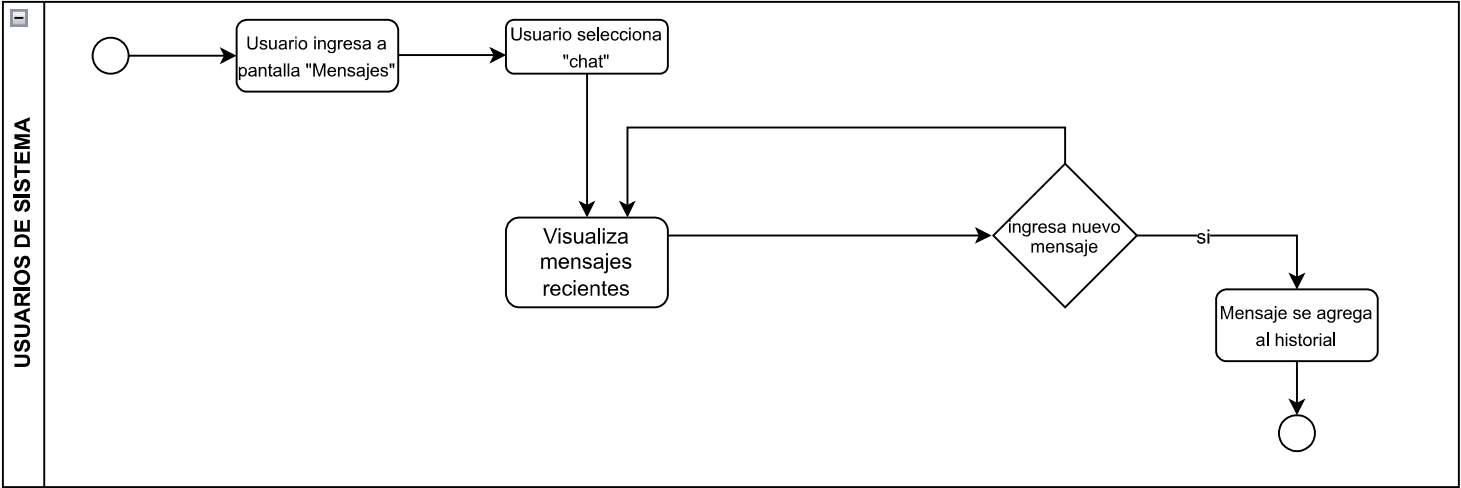 USUARIOS DE SISTEMA
Usuario ingresa a
pantalla "Mensajes"
Usuario selecciona
"chat"
Visualiza
mensajes
recientes
ingresa nuevo
mensaje
si
Mensaje se agrega
al historial